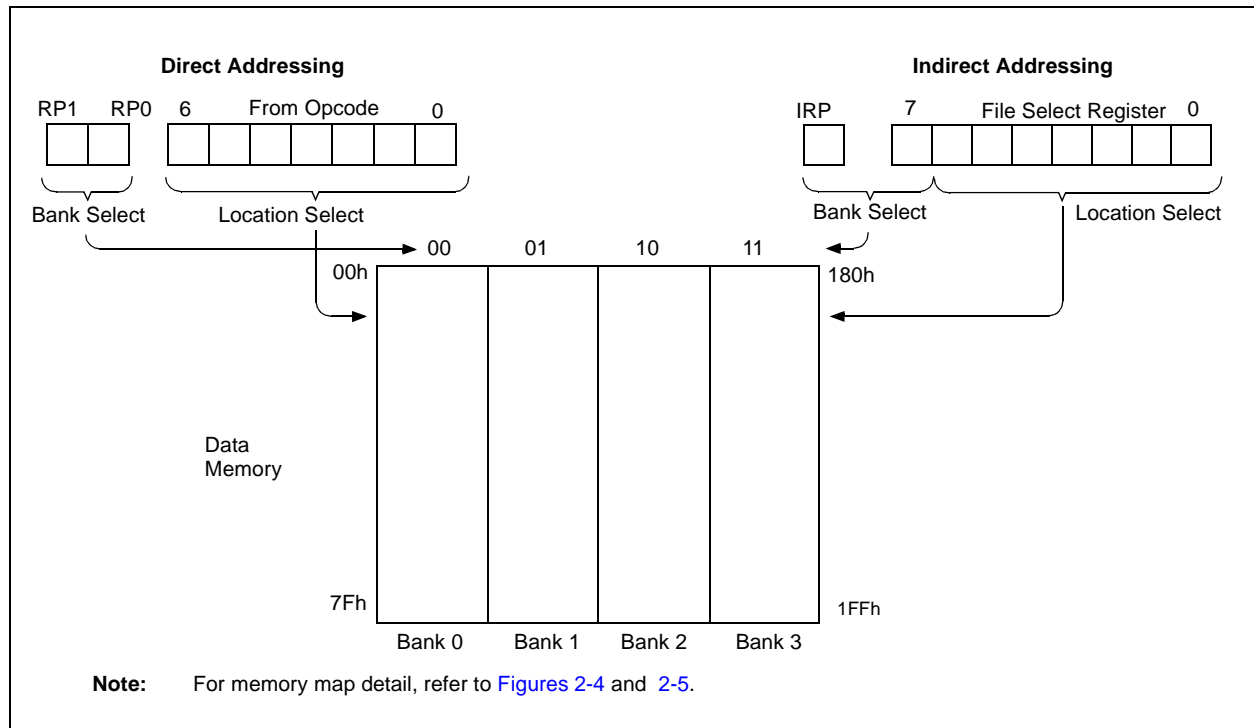 Direct Addressing
Indirect Addressing
RP1 RP0 6 From Opcode 0
IRP 7 File Select Register 0
Bank Select Location Select
Bank Select Location Select
00 01 10 11
00h 180h
Data
Memory
7Fh 1FFh
Bank 0 Bank 1 Bank 2 Bank 3
Note: For memory map detail, refer to Figures 2-4 and 2-5.